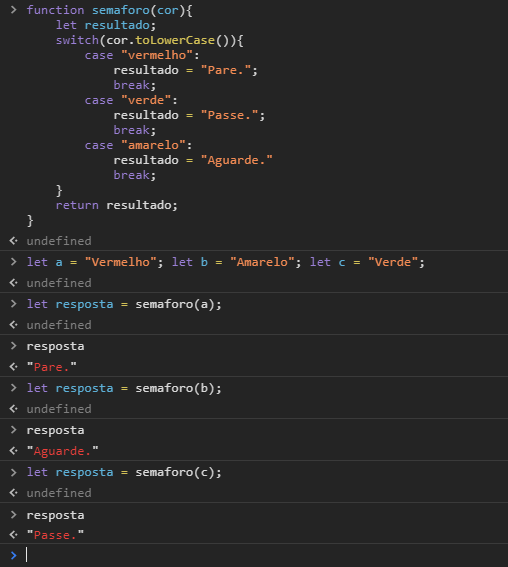 function semaforo(cor){
    let resultado;
    switch(cor.toLowerCase()){
        case "vermelho":
            resultado = "Pare.";
            break;
        case "verde":
            resultado = "Passe.";
            break;
        case "amarelo":
            resultado = "Aguarde."
            break;
    }
    return resultado;
}
undefined
let a = "Vermelho"; let b = "Amarelo"; let c = "Verde";
undefined
let resposta = semaforo(a);
undefined
resposta
"Pare."
let resposta = semaforo(b);
undefined
resposta
"Aguarde."
let resposta = semaforo(c);
undefined
resposta
"Passe."